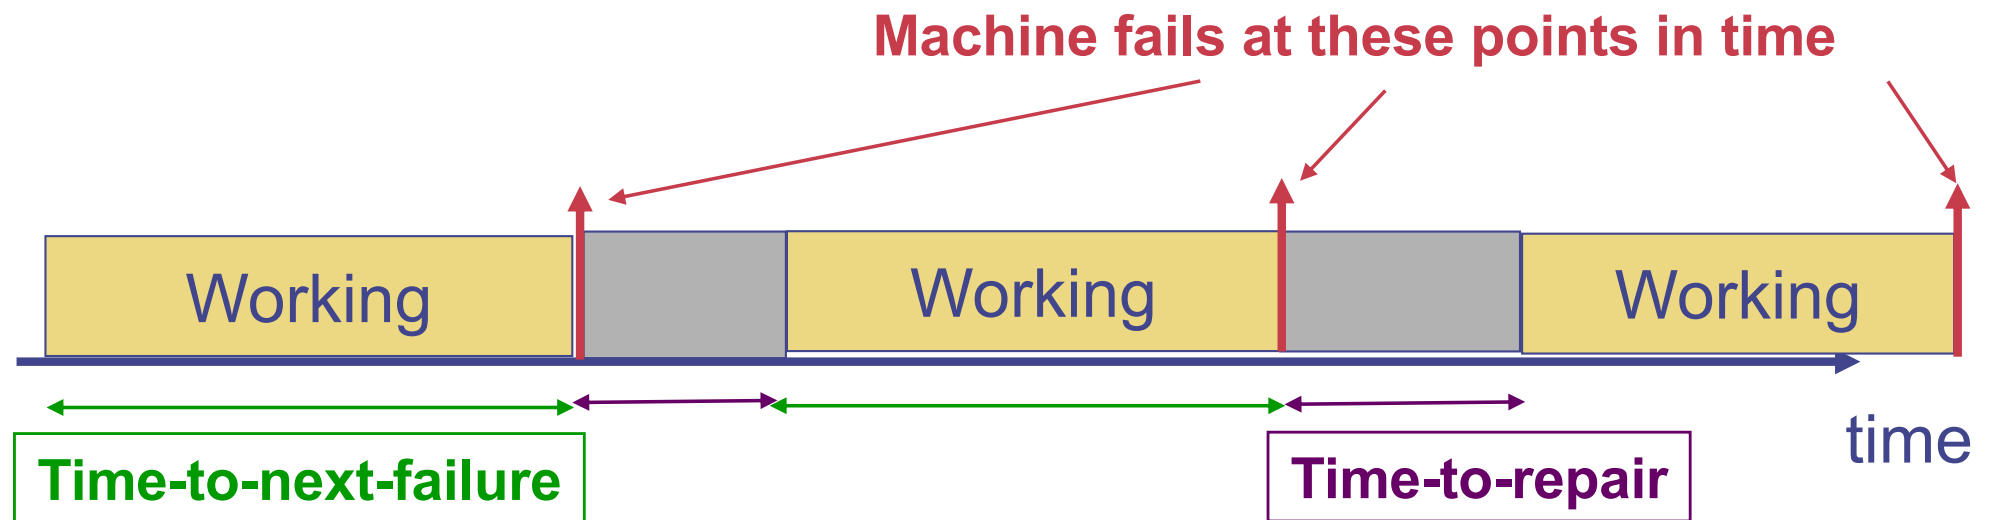 Machine fails at these points in time
Working
Working
Working
time
Time-to-next-failure
Time-to-repair